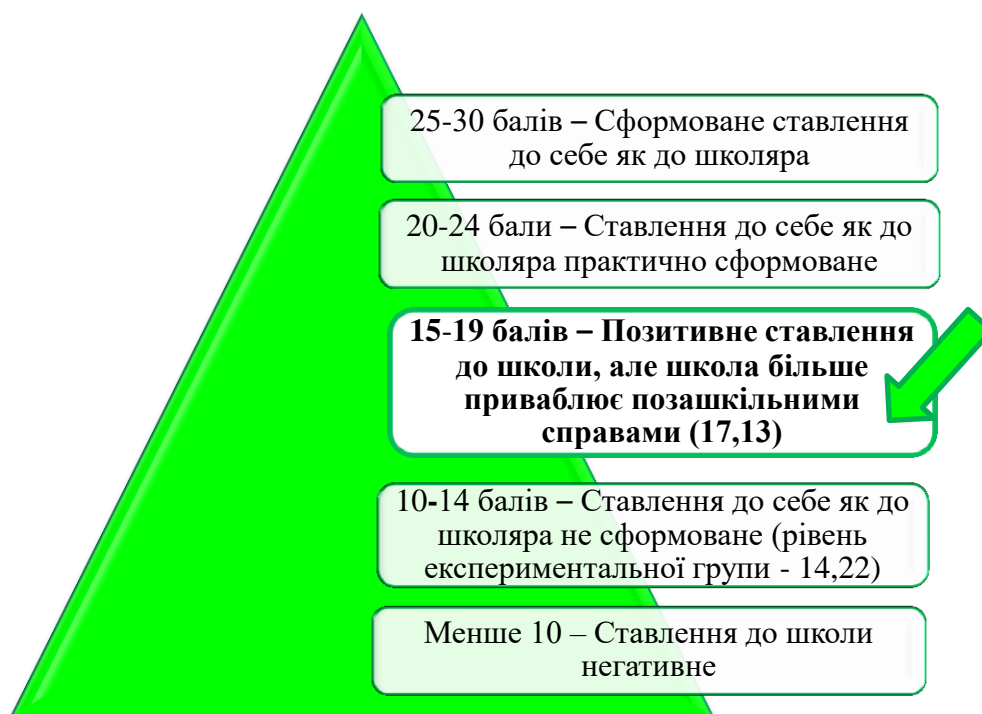 25-30 балів – Сформоване ставлення
до себе як до школяра
20-24 бали – Ставлення до себе як до
школяра практично сформоване
15-19 балів – Позитивне ставлення
до школи, але школа більше
приваблює позашкільними
справами (17,13)
10-14 балів – Ставлення до себе як до
школяра не сформоване (рівень
експериментальної групи - 14,22)
Менше 10 – Ставлення до школи
негативне